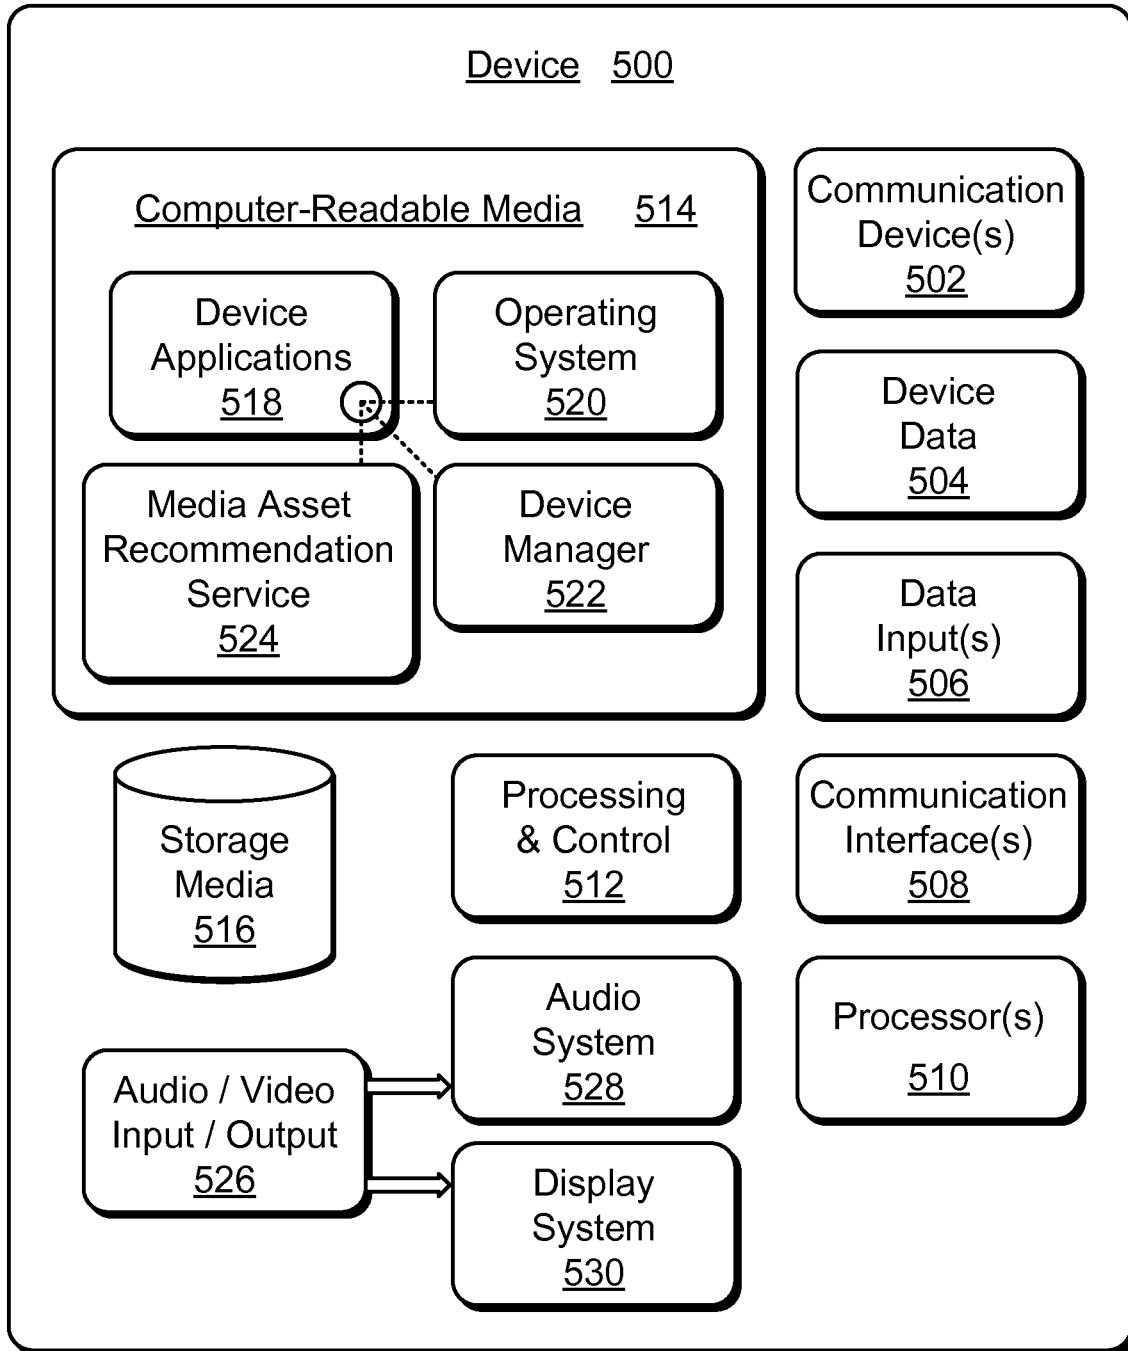 Device 500
Computer-Readable Media 514
Device
Applications
518
Operating
System
520
Media Asset
Recommendation
Service
524
Device
Manager
522
Communication
Device(s)
502
Device
Data
504
Data
Input(s)
506
Storage
Media
516
Processing
& Control
512
Communication
Interface(s)
508
Audio / Video
Input / Output
526
Audio
System
528
Processor(s)
510
Display
System
530